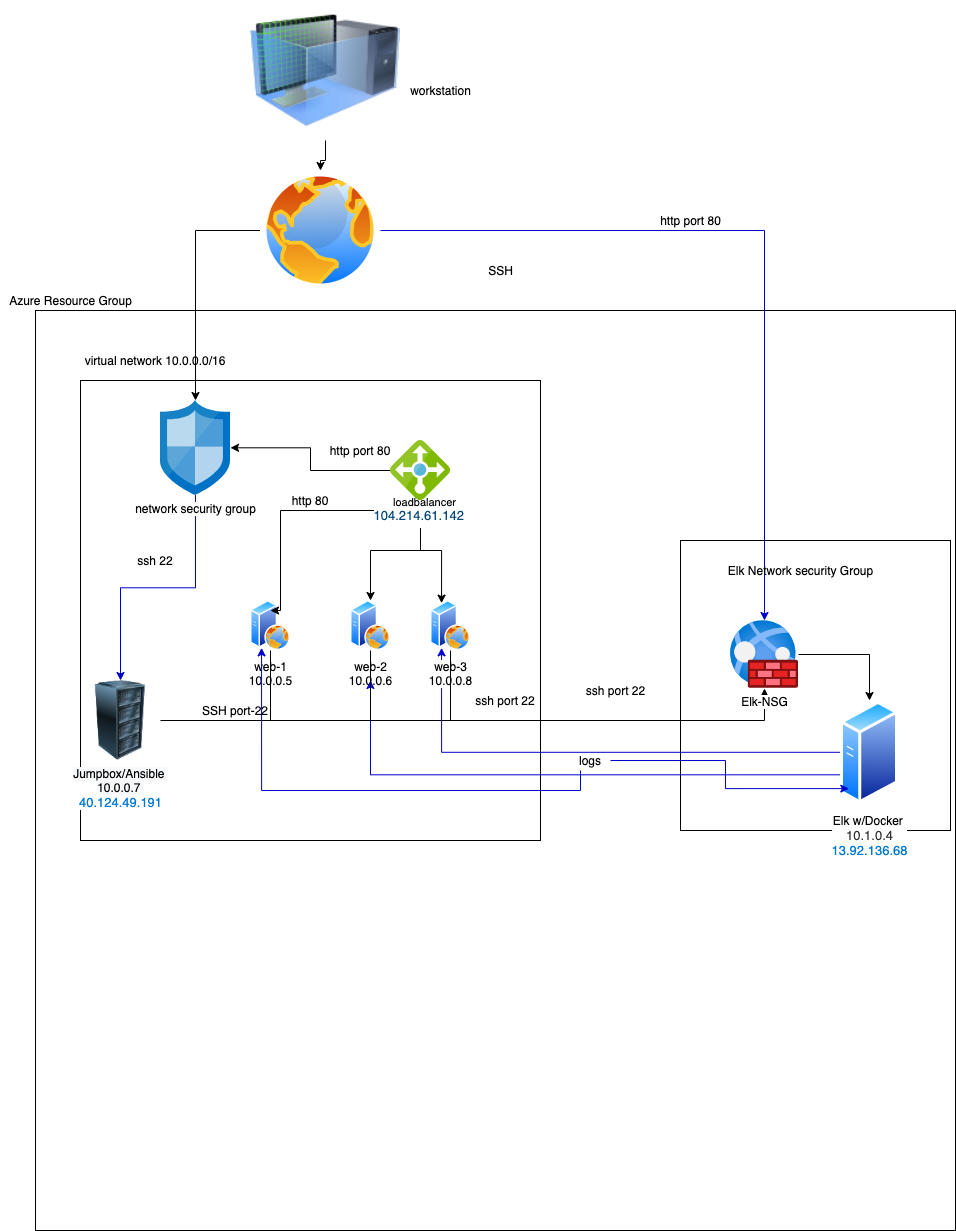 workstation
http port 80
SSH
Azure Resource Group
virtual network 10.0.0.0/16
http port 80
network security group
http 80
loadbalancer
104.214.61.142
ssh 22
Elk Network security Group
web-1
10.0.0.5
web-2
10.0.0.6
web-3
10.0.0.8
ssh port 22
ssh port 22
Elk-NSG
SSH port-22
logs
Jumpbox/Ansible
10.0.0.7
40.124.49.191
Elk w/Docker
10.1.0.4
13.92.136.68